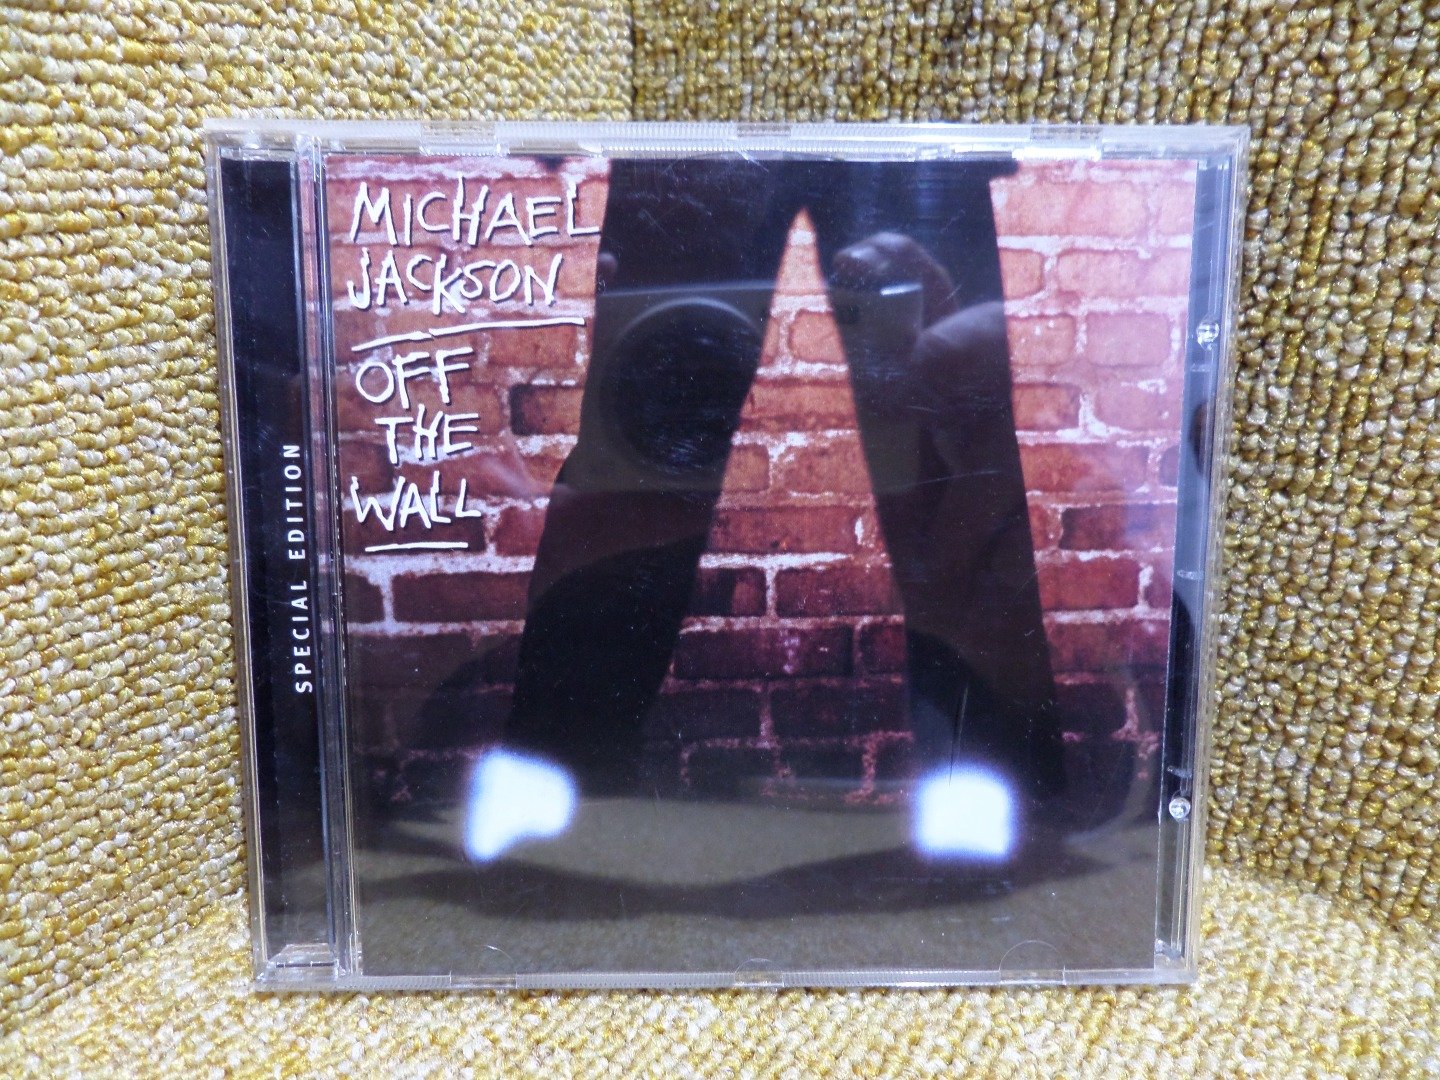 MICHAEL
JACKSON
OFF
THE
WALL
SPECIAL EDITION